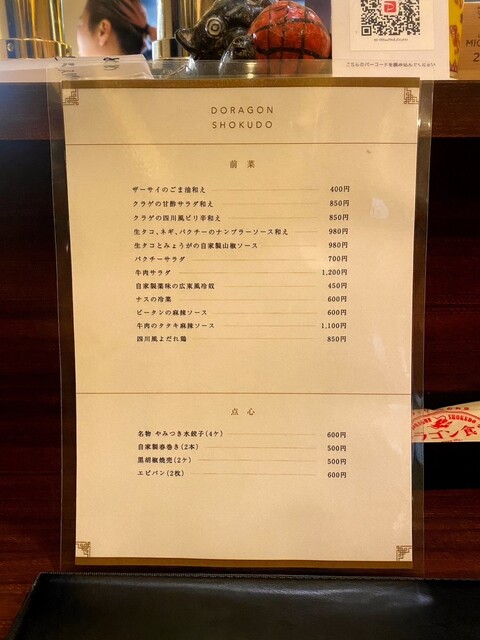 DORAGON
SHOKUDO
前 菜
ザーサイのごま油和え 400円
クラゲの甘酢サラダ和え 850円
クラゲの四川風ピリ辛和え 850円
生タコ、ネギ、パクチーのナンプラーソース和え 980円
生タコとみょうがの自家製山椒ソース 980円
パクチーサラダ 700円
牛肉サラダ 1,200円
自家製薬味の広東風冷奴 450円
ナスの冷菜 600円
ピータンの麻辣ソース 600円
牛肉のタタキ麻辣ソース 1,100円
四川風よだれ鶏 850円
点 心
名物 やみつき水餃子(4ケ) 600円
自家製春巻き(2本) 500円
黒胡椒焼売(2ケ) 500円
エビパン(2枚) 600円